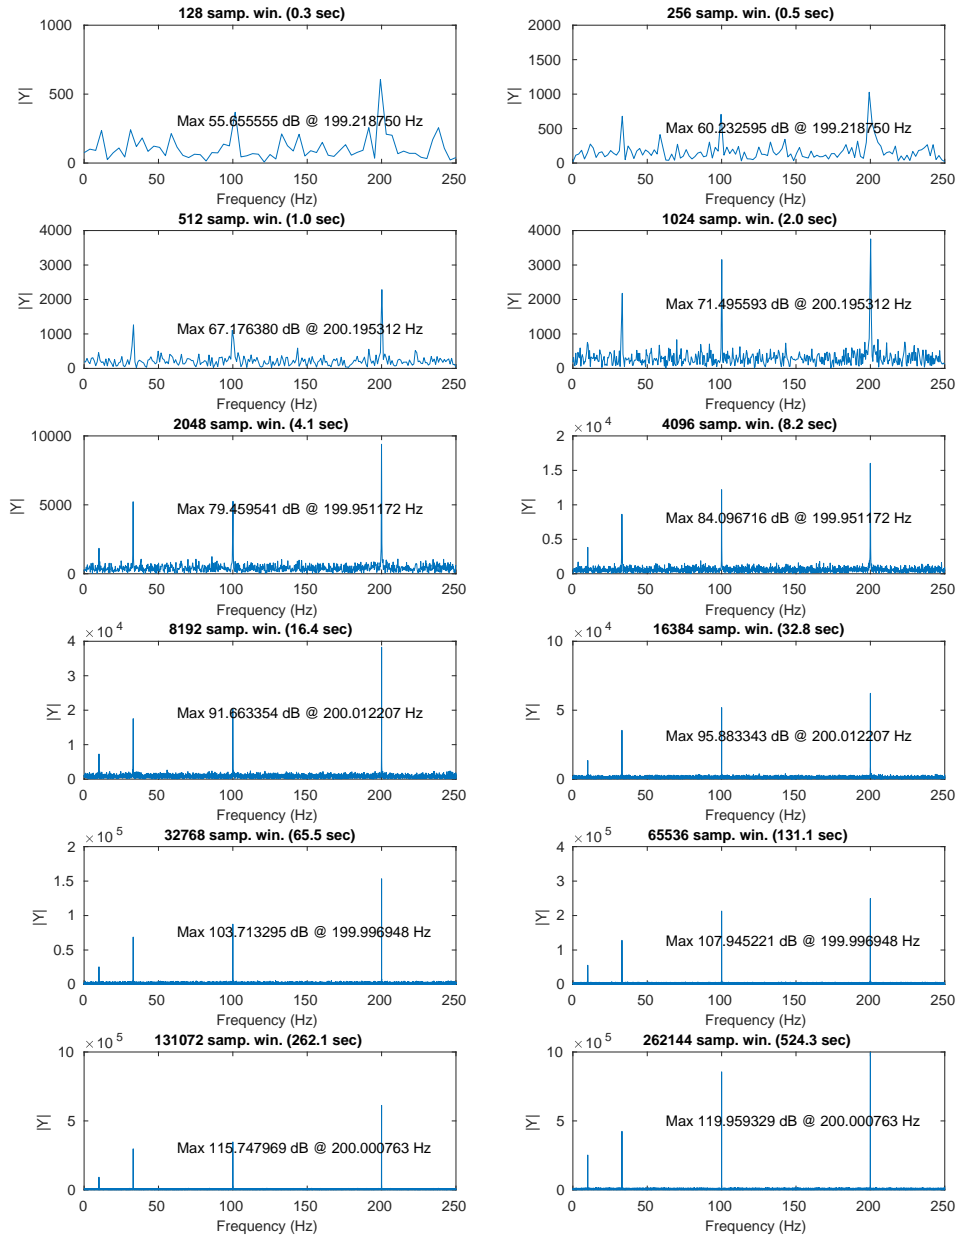 128 samp. win. (0.3 sec)
1000
500
0
|Y|
Max 55.655555 dB @ 199.218750 Hz
0 50 100 150 200 250
Frequency (Hz)
256 samp. win. (0.5 sec)
2000
1500
1000
500
0
|Y|
Max 60.232595 dB @ 199.218750 Hz
0 50 100 150 200 250
Frequency (Hz)
512 samp. win. (1.0 sec)
4000
3000
2000
1000
0
|Y|
Max 67.176380 dB @ 200.195312 Hz
0 50 100 150 200 250
Frequency (Hz)
1024 samp. win. (2.0 sec)
4000
3000
2000
1000
0
|Y|
Max 71.495593 dB @ 200.195312 Hz
0 50 100 150 200 250
Frequency (Hz)
2048 samp. win. (4.1 sec)
10000
5000
0
|Y|
Max 79.459541 dB @ 199.951172 Hz
0 50 100 150 200 250
Frequency (Hz)
× 10 4
4096 samp. win. (8.2 sec)
2
1.5
1
0.5
0
|Y|
Max 84.096716 dB @ 199.951172 Hz
0 50 100 150 200 250
Frequency (Hz)
× 10 4
8192 samp. win. (16.4 sec)
4
3
2
1
0
|Y|
Max 91.663354 dB @ 200.012207 Hz
0 50 100 150 200 250
Frequency (Hz)
× 10 4
16384 samp. win. (32.8 sec)
10
5
0
|Y|
Max 95.883343 dB @ 200.012207 Hz
0 50 100 150 200 250
Frequency (Hz)
× 10 5
32768 samp. win. (65.5 sec)
2
1.5
1
0.5
0
|Y|
Max 103.713295 dB @ 199.996948 Hz
0 50 100 150 200 250
Frequency (Hz)
× 10 5
65536 samp. win. (131.1 sec)
4
3
2
1
0
|Y|
Max 107.945221 dB @ 199.996948 Hz
0 50 100 150 200 250
Frequency (Hz)
× 10 5
131072 samp. win. (262.1 sec)
10
5
0
|Y|
Max 115.747969 dB @ 200.000763 Hz
0 50 100 150 200 250
Frequency (Hz)
× 10 5
262144 samp. win. (524.3 sec)
10
5
0
|Y|
Max 119.959329 dB @ 200.000763 Hz
0 50 100 150 200 250
Frequency (Hz)